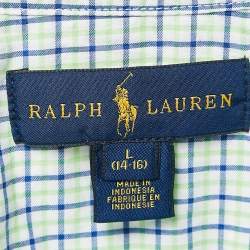 RALPH LAUREN
L
(14-16)
MADE IN
INDONESIA
FABRIQUE EN
INDONESIE